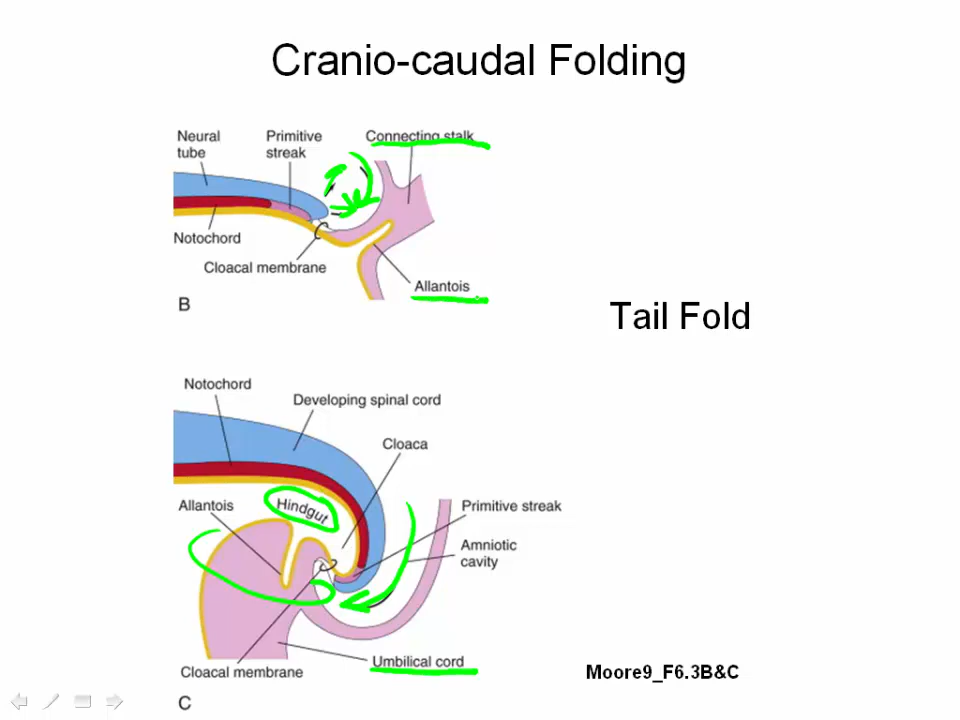 Cranio-caudal Folding
Neural
tube
Primitive
streak
Connecting stalk
Notochord
Cloacal membrane
Allantois
B
Tail Fold
Notochord
Developing spinal cord
Cloaca
Allantois
Hindgut
Primitive streak
Amniotic
cavity
Umbilical cord
Cloacal membrane
Moore9_F6.3B&C
C